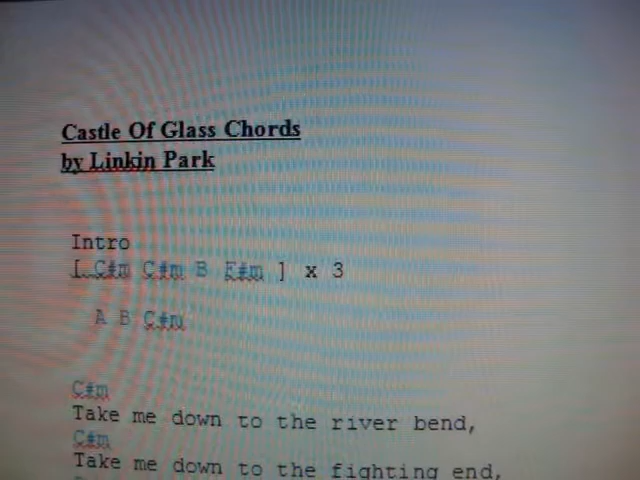 Castle Of Glass Chords
by Linkin Park
Intro
[ C#m C#m B F#m ] x 3
A B C#m
C#m
Take me down to the river bend,
C#m
Take me down to the fighting end,